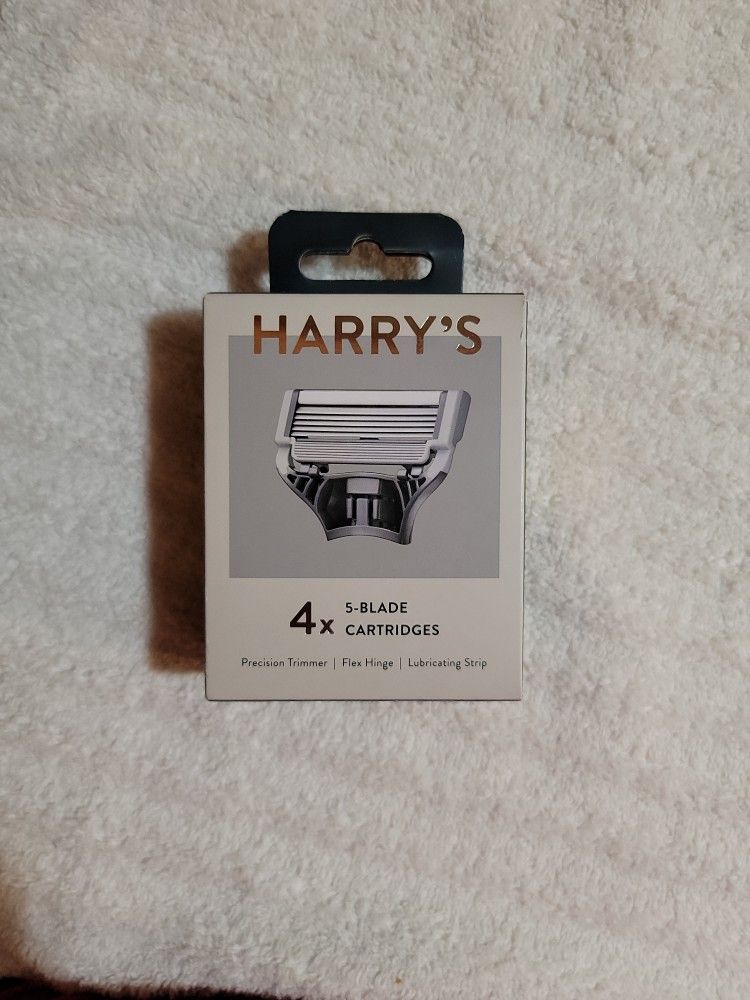 HARRY'S
4x 5-BLADE
CARTRIDGES
Precision Trimmer | Flex Hinge | Lubricating Strip